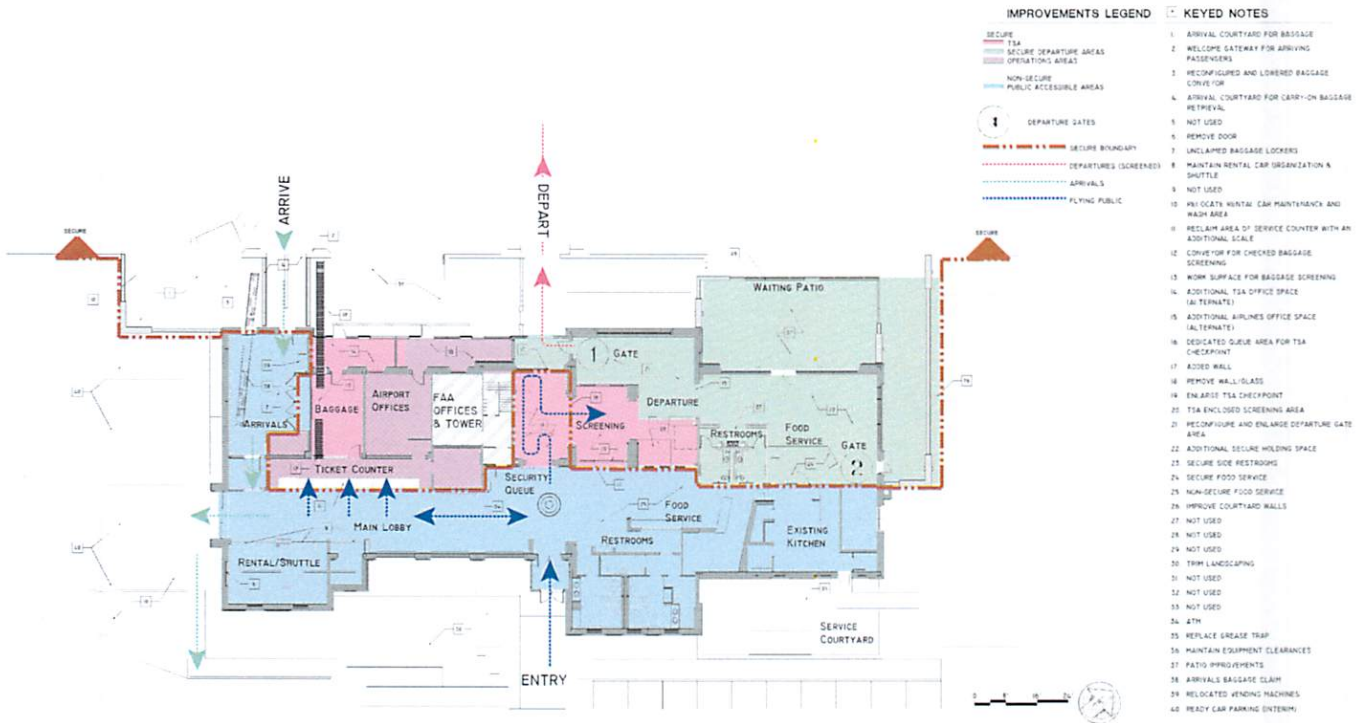 IMPROVEMENTS LEGEND
SECURE
TSA
SECURE DEPARTURE AREAS
OPERATIONS AREAS
NON-SECURE
PUBLIC ACCESSIBLE AREAS
1 DEPARTURE GATES
SECURE BOUNDARY
DEPARTURES (SCREENED)
ARRIVALS
FLYING PUBLIC
KEYED NOTES
1 ARRIVAL COURTYARD FOR BAGGAGE
2 WELCOME GATEWAY FOR ARRIVING
PASSENGERS
3 RECONFIGURED AND LOWERED BAGGAGE
CONVEYOR
4 ARRIVAL COURTYARD FOR CARRY-ON BAGGAGE
RETRIEVAL
5 NOT USED
6 REMOVE DOOR
7 UNCLAIMED BAGGAGE LOCKERS
8 MAINTAIN RENTAL CAR ORGANIZATION &
SHUTTLE
9 NOT USED
10 RELOCATE RENTAL CAR MAINTENANCE AND
WASH AREA
11 RECLAIM AREA OF SERVICE COUNTER WITH AN
ADDITIONAL SCALE
12 CONVEYOR FOR CHECKED BAGGAGE
SCREENING
13 WORK SURFACE FOR BAGGAGE SCREENING
14 ADDITIONAL TSA OFFICE SPACE
(ALTERNATE)
15 ADDITIONAL AIRLINES OFFICE SPACE
(ALTERNATE)
16 DEDICATED QUEUE AREA FOR TSA
CHECKPOINT
17 ADDED WALL
18 REMOVE WALL/GLASS
19 ENLARGE TSA CHECKPOINT
20 TSA ENCLOSED SCREENING AREA
21 RECONFIGURE AND ENLARGE DEPARTURE GATE
AREA
22 ADDITIONAL SECURE HOLDING SPACE
23 SECURE SIDE RESTROOMS
24 SECURE FOOD SERVICE
25 NON-SECURE FOOD SERVICE
26 IMPROVE COURTYARD WALLS
27 NOT USED
28 NOT USED
29 NOT USED
30 TRIM LANDSCAPING
31 NOT USED
32 NOT USED
33 NOT USED
34 ATM
35 REPLACE GREASE TRAP
36 MAINTAIN EQUIPMENT CLEARANCES
37 PATIO IMPROVEMENTS
38 ARRIVALS BAGGAGE CLAIM
39 RELOCATED VENDING MACHINES
40 READY CAR PARKING (INTERIM)
ARRIVE
DEPART
SECURE
SECURE
WAITING PATIO
1 GATE
BAGGAGE
AIRPORT
OFFICES
FAA
OFFICES
& TOWER
ARRIVALS
SCREENING
DEPARTURE
RESTROOMS
FOOD
SERVICE
GATE
2
TICKET COUNTER
SECURITY
QUEUE
MAIN LOBBY
FOOD
SERVICE
RESTROOMS
EXISTING
KITCHEN
RENTAL/SHUTTLE
SERVICE
COURTYARD
ENTRY